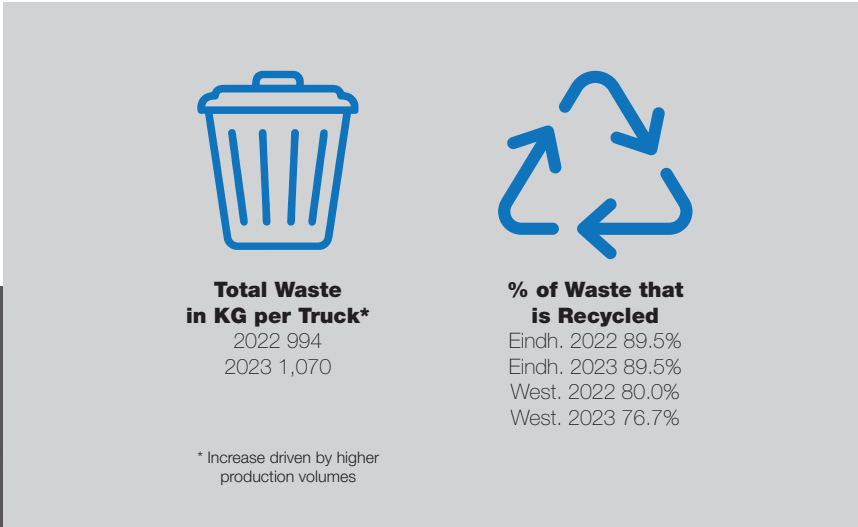 Total Waste
in KG per Truck*
2022 994
2023 1,070
* Increase driven by higher
production volumes
% of Waste that
is Recycled
Eindh. 2022 89.5%
Eindh. 2023 89.5%
West. 2022 80.0%
West. 2023 76.7%